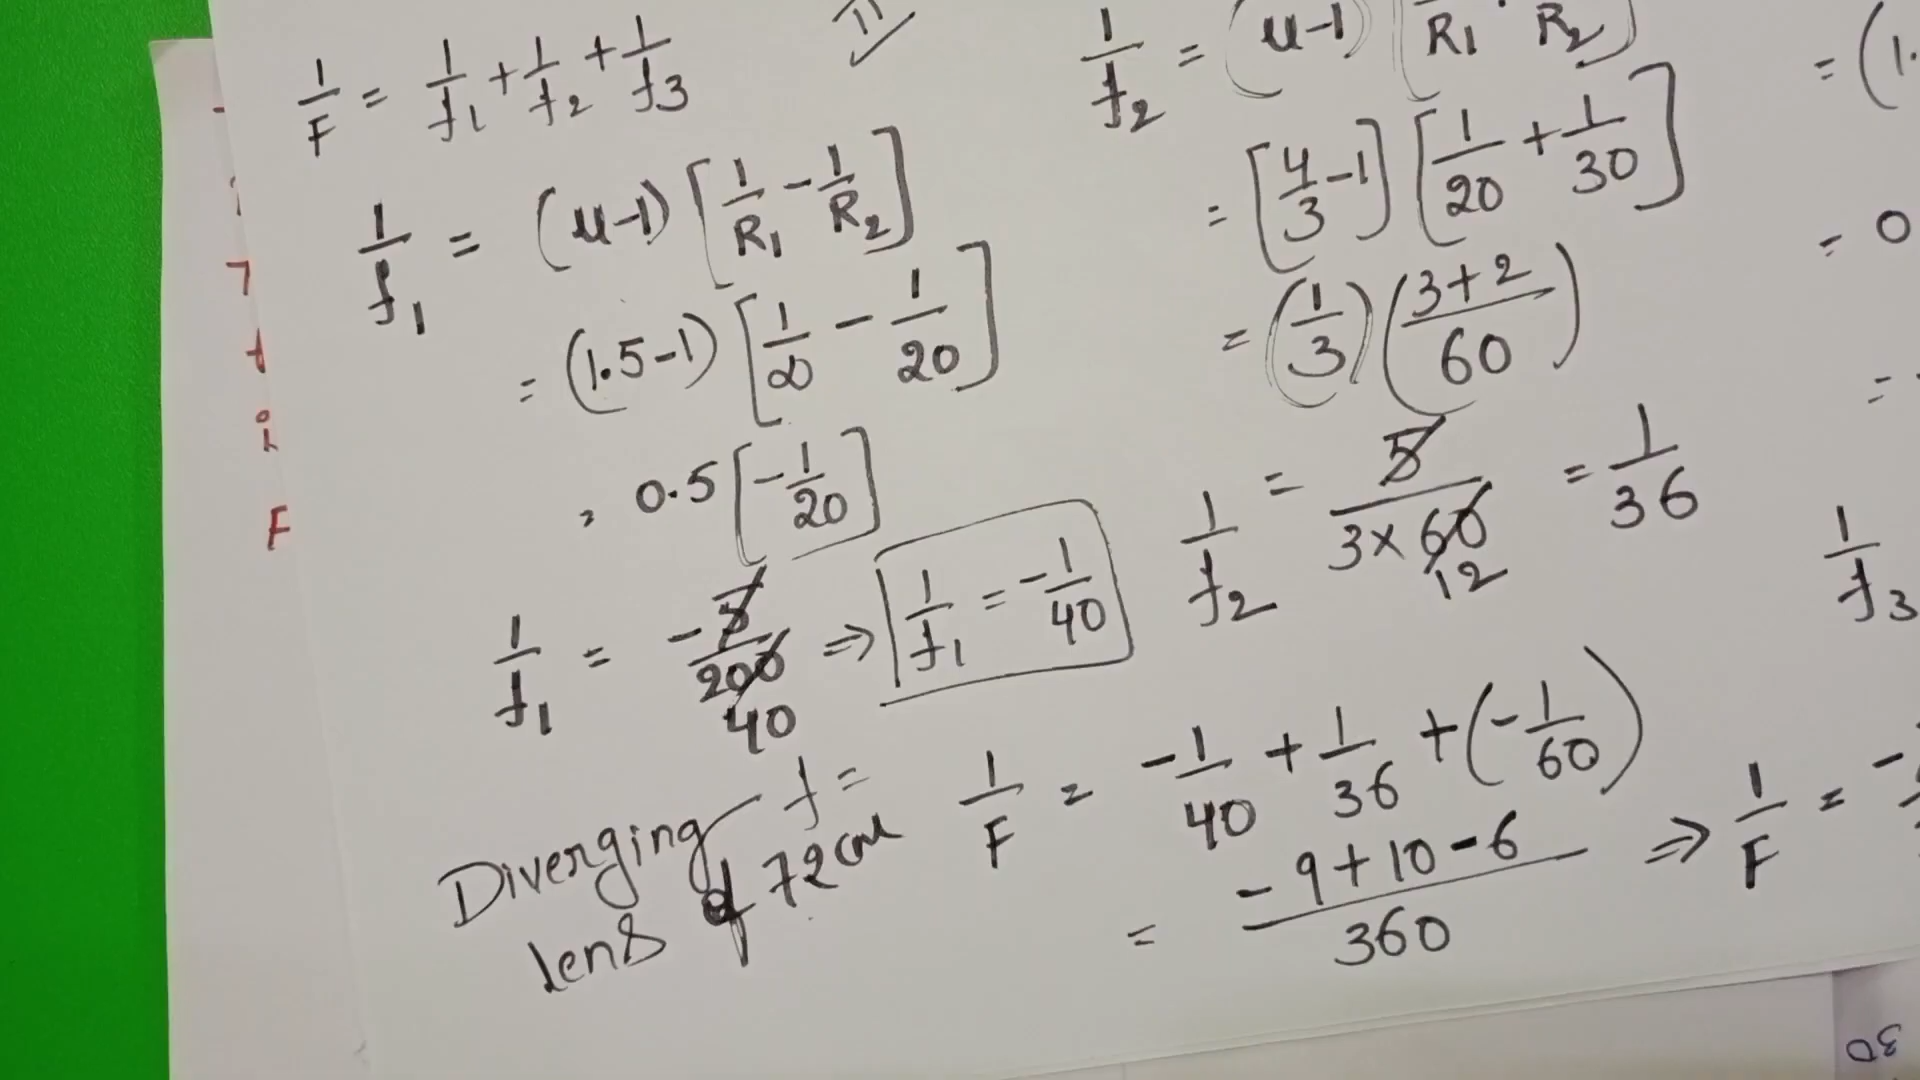 1/F = 1/f1 + 1/f2 + 1/f3
1/f1 = (u-1) [1/R1 - 1/R2]
= (1.5-1) [1/∞ - 1/20]
= 0.5 [-1/20]
1/f1 = -5/200 40 ⇒ 1/f1 = -1/40
Diverging f =
lens of 72cm
1/f2 = (u-1) [R1 R2]
= [4/3 - 1] [1/20 + 1/30]
= (1/3) (3+2/60)
1/f2 = 5/3×60 12 = 1/36
1/F = -1/40 + 1/36 + (-1/60)
= -9+10-6/360 ⇒ 1/F = -
= (1.
= 0
=
1/f3
7
t
i
F
30